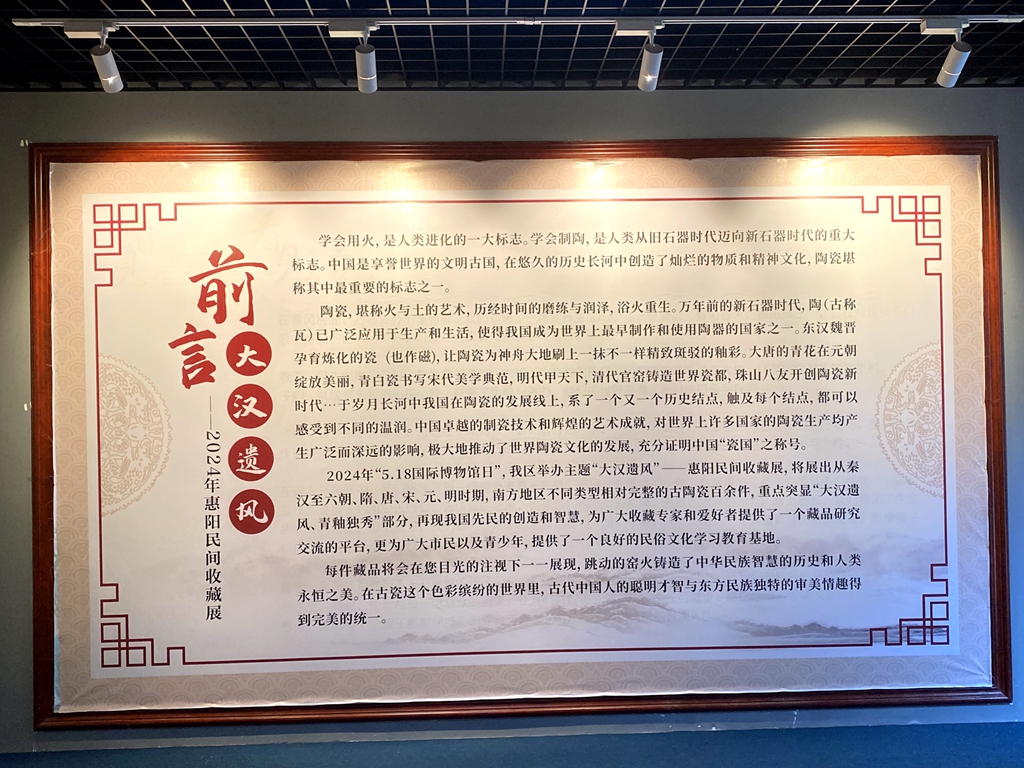 前言
大汉遗风
——2024年惠阳民间收藏展
学会用火，是人类进化的一大标志。学会制陶，是人类从旧石器时代迈向新石器时代的重大
标志。中国是享誉世界的文明古国，在悠久的历史长河中创造了灿烂的物质和精神文化，陶瓷堪
称其中最重要的标志之一。
陶瓷，堪称火与土的艺术，历经时间的磨练与润泽，浴火重生。万年前的新石器时代，陶（古称
瓦）已广泛应用于生产和生活，使得我国成为世界上最早制作和使用陶器的国家之一。东汉魏晋
孕育炼化的瓷（也作磁），让陶瓷为神舟大地刷上一抹不一样精致斑驳的釉彩。大唐的青花在元朝
绽放美丽，青白瓷书写宋代美学典范，明代甲天下，清代官窑铸造世界瓷都，珠山八友开创陶瓷新
时代…于岁月长河中我国在陶瓷的发展线上，系了一个又一个历史结点，触及每个结点，都可以
感受到不同的温润。中国卓越的制瓷技术和辉煌的艺术成就，对世界上许多国家的陶瓷生产均产
生广泛而深远的影响，极大地推动了世界陶瓷文化的发展，充分证明中国“瓷国”之称号。
2024年“5.18国际博物馆日”，我区举办主题“大汉遗风”——惠阳民间收藏展，将展出从秦
汉至六朝、隋、唐、宋、元、明时期，南方地区不同类型相对完整的古陶瓷百余件，重点突显“大汉遗
风、青釉独秀”部分，再现我国先民的创造和智慧，为广大收藏专家和爱好者提供了一个藏品研究
交流的平台，更为广大市民以及青少年，提供了一个良好的民俗文化学习教育基地。
每件藏品将会在您目光的注视下一一展现，跳动的窑火铸造了中华民族智慧的历史和人类
永恒之美。在古瓷这个色彩缤纷的世界里，古代中国人的聪明才智与东方民族独特的审美情趣得
到完美的统一。